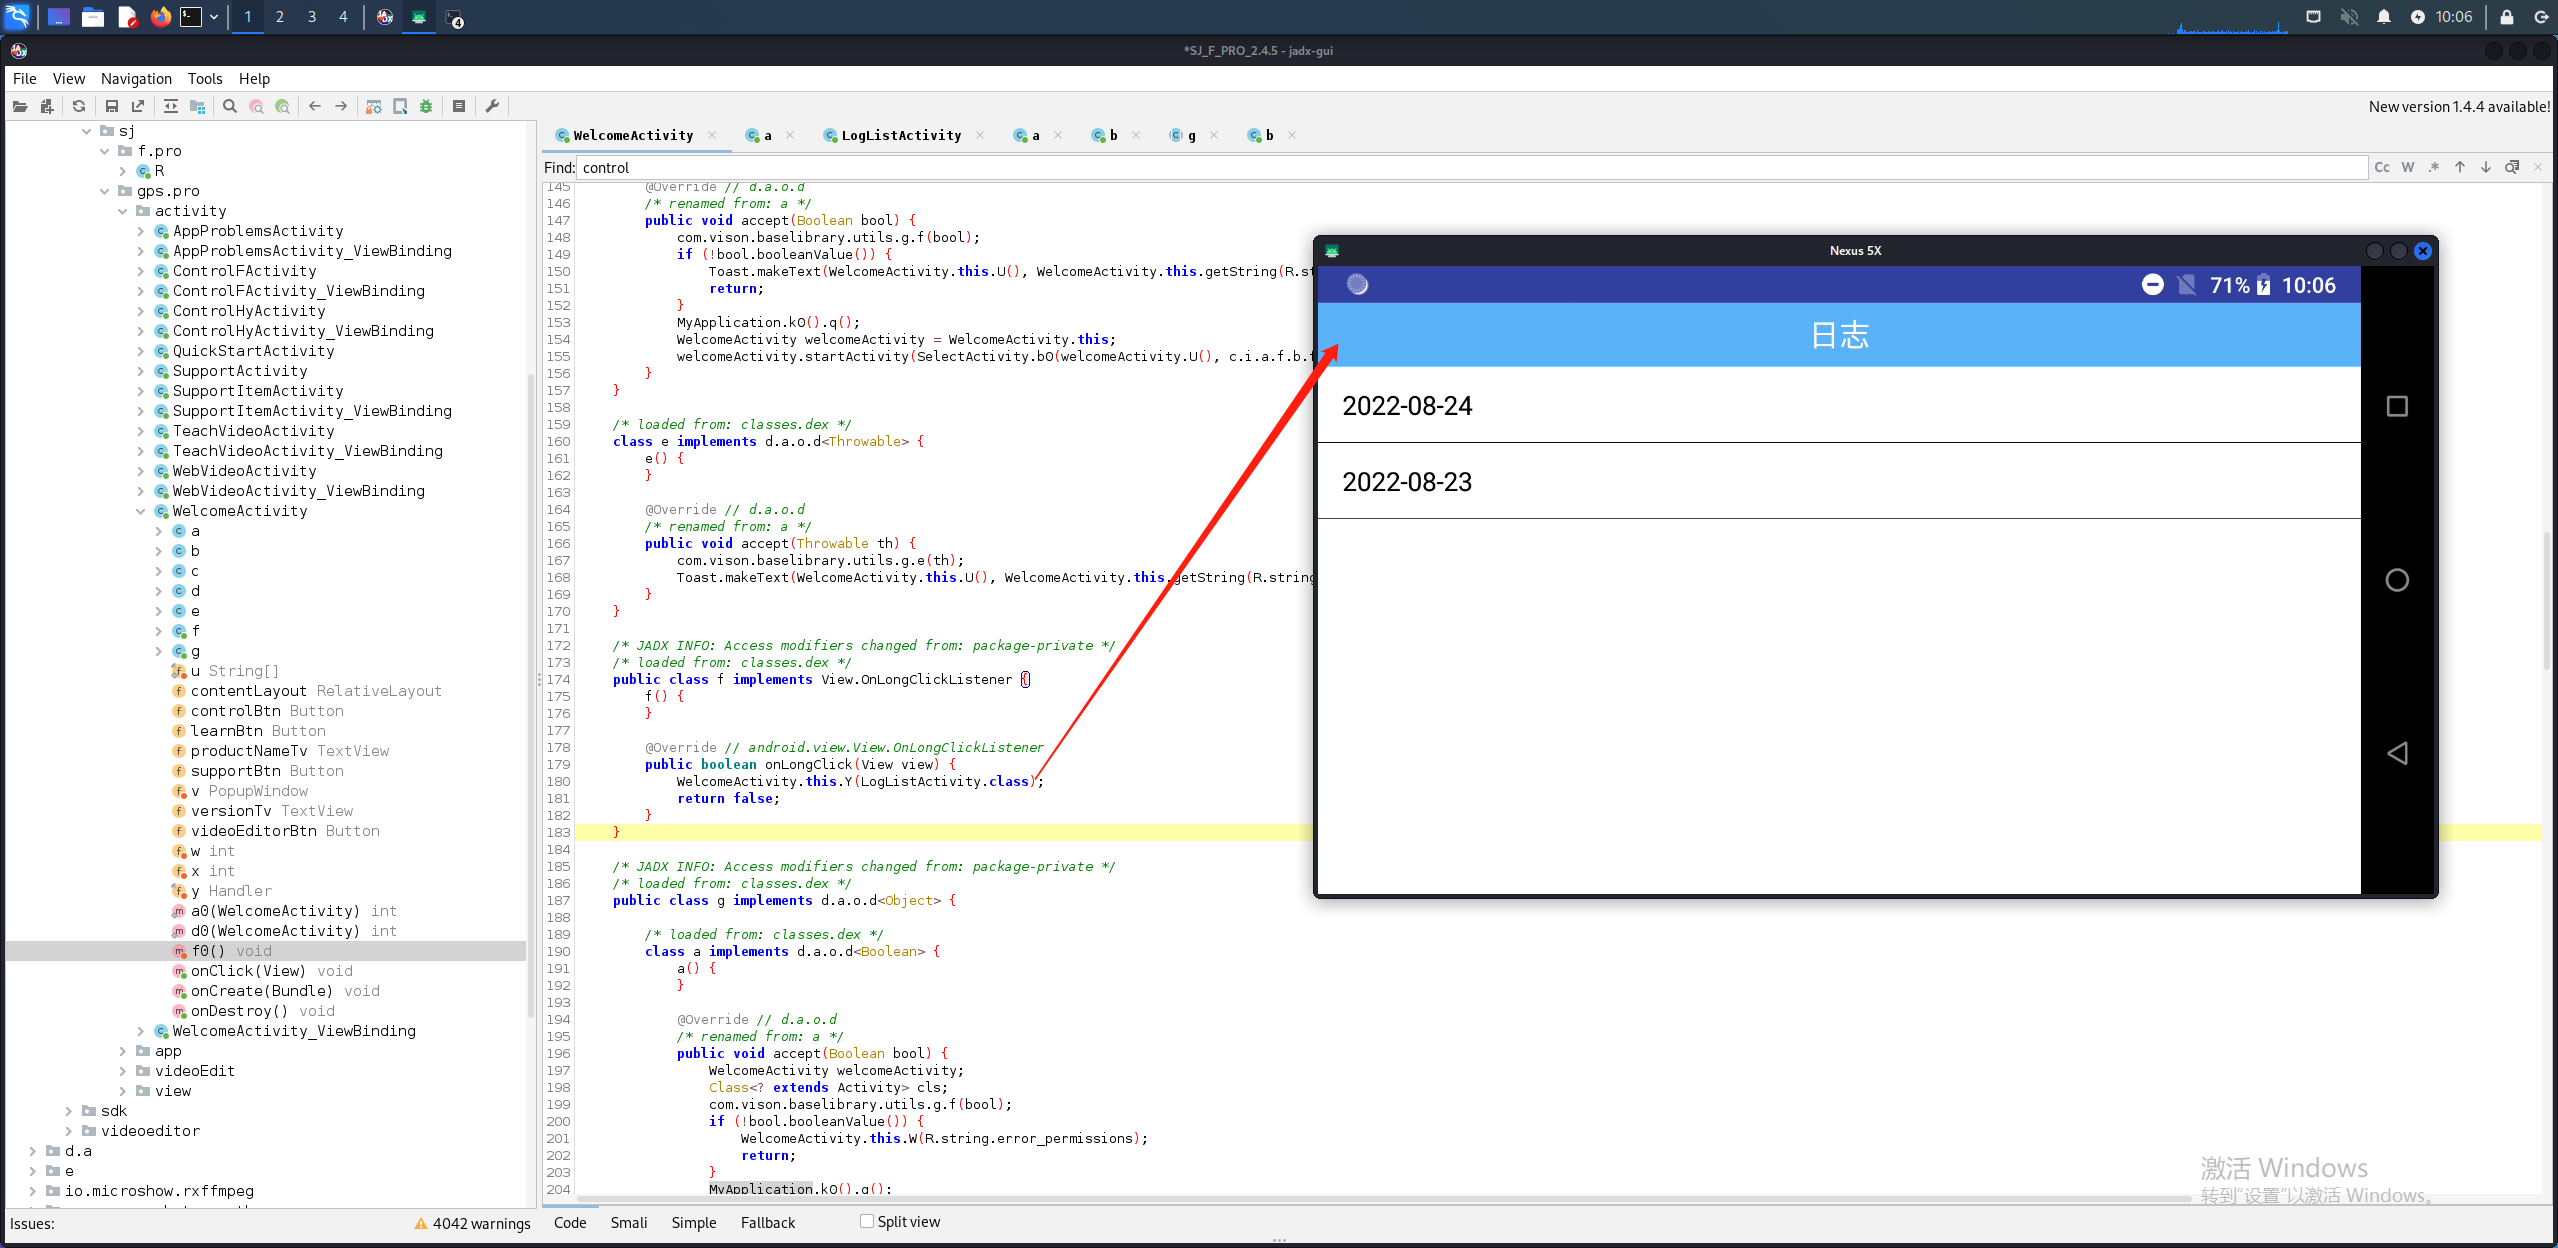 1 2 3 4
4
10:06
*SJ_F_PRO_2.4.5 - jadx-gui
File View Navigation Tools Help
New version 1.4.4 available!
sj
f.pro
R
gps.pro
activity
AppProblemsActivity
AppProblemsActivity_ViewBinding
ControlFActivity
ControlFActivity_ViewBinding
ControlHyActivity
ControlHyActivity_ViewBinding
QuickStartActivity
SupportActivity
SupportItemActivity
SupportItemActivity_ViewBinding
TeachVideoActivity
TeachVideoActivity_ViewBinding
WebVideoActivity
WebVideoActivity_ViewBinding
WelcomeActivity
a
b
c
d
e
f
g
u String[]
contentLayout RelativeLayout
controlBtn Button
learnBtn Button
productNameTv TextView
supportBtn Button
v PopupWindow
versionTv TextView
videoEditorBtn Button
w int
x int
y Handler
a0(WelcomeActivity) int
d0(WelcomeActivity) int
f0() void
onClick(View) void
onCreate(Bundle) void
onDestroy() void
WelcomeActivity_ViewBinding
app
videoEdit
view
sdk
videoeditor
d.a
e
io.microshow.rxffmpeg
Issues: 4042 warnings
WelcomeActivity a LogListActivity a b g b
Find: control
Cc W .*
145 @Override // d.a.o.d
146 /* renamed from: a */
147 public void accept(Boolean bool) {
148 com.vison.baselibrary.utils.g.f(bool);
149 if (!bool.booleanValue()) {
150 Toast.makeText(WelcomeActivity.this.U(), WelcomeActivity.this.getString(R.st
151 return;
152 }
153 MyApplication.k0().q();
154 WelcomeActivity welcomeActivity = WelcomeActivity.this;
155 welcomeActivity.startActivity(SelectActivity.b0(welcomeActivity.U(), c.i.a.f.b.f
156 }
157 }
158
159 /* loaded from: classes.dex */
160 class e implements d.a.o.d<Throwable> {
161 e() {
162 }
163
164 @Override // d.a.o.d
165 /* renamed from: a */
166 public void accept(Throwable th) {
167 com.vison.baselibrary.utils.g.e(th);
168 Toast.makeText(WelcomeActivity.this.U(), WelcomeActivity.this.getString(R.string
169 }
170 }
171
172 /* JADX INFO: Access modifiers changed from: package-private */
173 /* loaded from: classes.dex */
174 public class f implements View.OnLongClickListener {
175 f() {
176 }
177
178 @Override // android.view.View.OnLongClickListener
179 public boolean onLongClick(View view) {
180 WelcomeActivity.this.Y(LogListActivity.class);
181 return false;
182 }
183 }
184
185 /* JADX INFO: Access modifiers changed from: package-private */
186 /* loaded from: classes.dex */
187 public class g implements d.a.o.d<Object> {
188
189 /* loaded from: classes.dex */
190 class a implements d.a.o.d<Boolean> {
191 a() {
192 }
193
194 @Override // d.a.o.d
195 /* renamed from: a */
196 public void accept(Boolean bool) {
197 WelcomeActivity welcomeActivity;
198 Class<? extends Activity> cls;
199 com.vison.baselibrary.utils.g.f(bool);
200 if (!bool.booleanValue()) {
201 WelcomeActivity.this.W(R.string.error_permissions);
202 return;
203 }
204 MyApplication.k0().q();
Code Smali Simple Fallback Split view
Nexus 5X
71% 10:06
日志
2022-08-24
2022-08-23
激活 Windows
转到"设置"以激活 Windows。